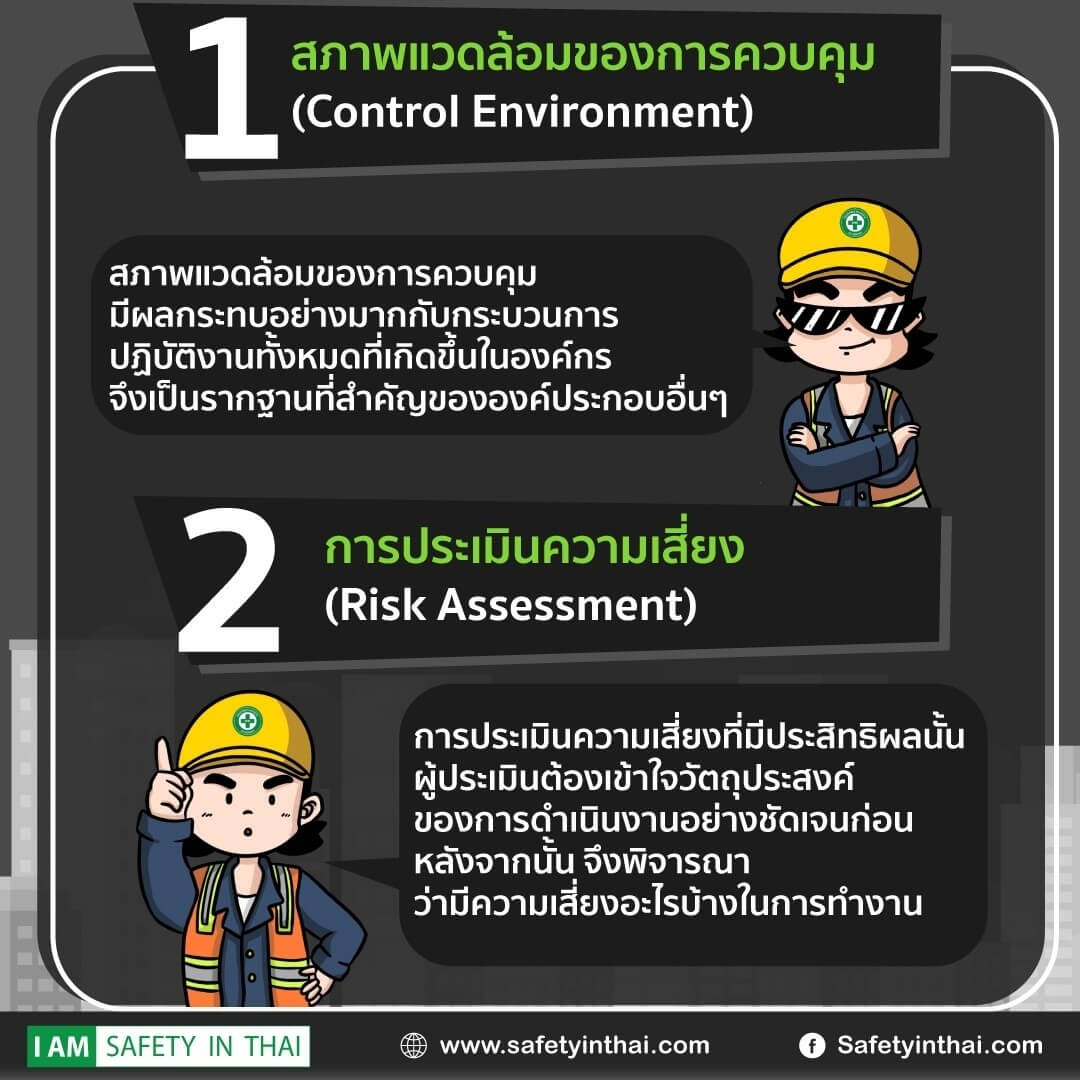 1
สภาพแวดล้อมของการควบคุม
(Control Environment)
สภาพแวดล้อมของการควบคุม
มีผลกระทบอย่างมากกับกระบวนการ
ปฏิบัติงานทั้งหมดที่เกิดขึ้นในองค์กร
จึงเป็นรากฐานที่สำคัญขององค์ประกอบอื่นๆ
2
การประเมินความเสี่ยง
(Risk Assessment)
การประเมินความเสี่ยงที่มีประสิทธิผลนั้น
ผู้ประเมินต้องเข้าใจวัตถุประสงค์
ของการดำเนินงานอย่างชัดเจนก่อน
หลังจากนั้น จึงพิจารณา
ว่ามีความเสี่ยงอะไรบ้างในการทำงาน
I AM SAFETY IN THAI
www.safetyinthai.com
Safetyinthai.com